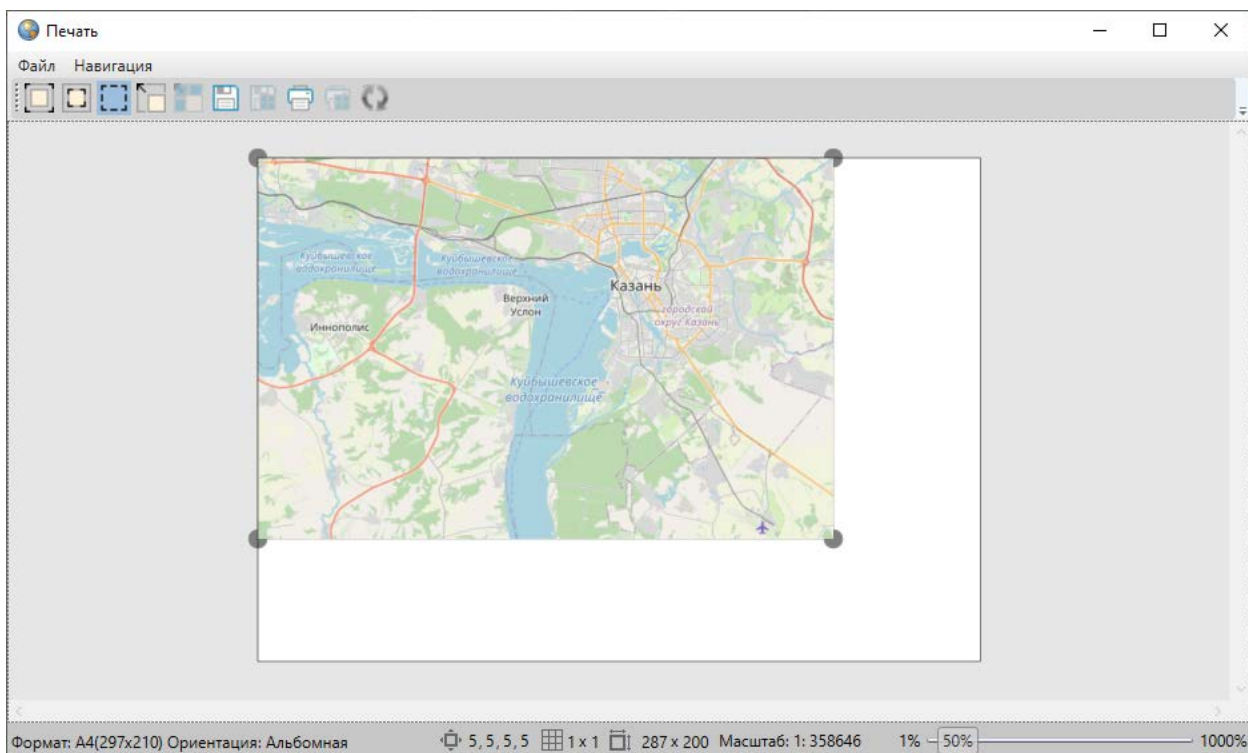 Печать
Файл Навигация
Куйбышевское
водохранилище
Куйбышевское
водохранилище
Казань
Верхний
Услон
городской
округ Казань
Иннополис
Куйбышевское
водохранилище
Формат: A4(297x210) Ориентация: Альбомная 5, 5, 5, 5 1 x 1 287 x 200 Масштаб: 1: 358646 1% 50% 1000%